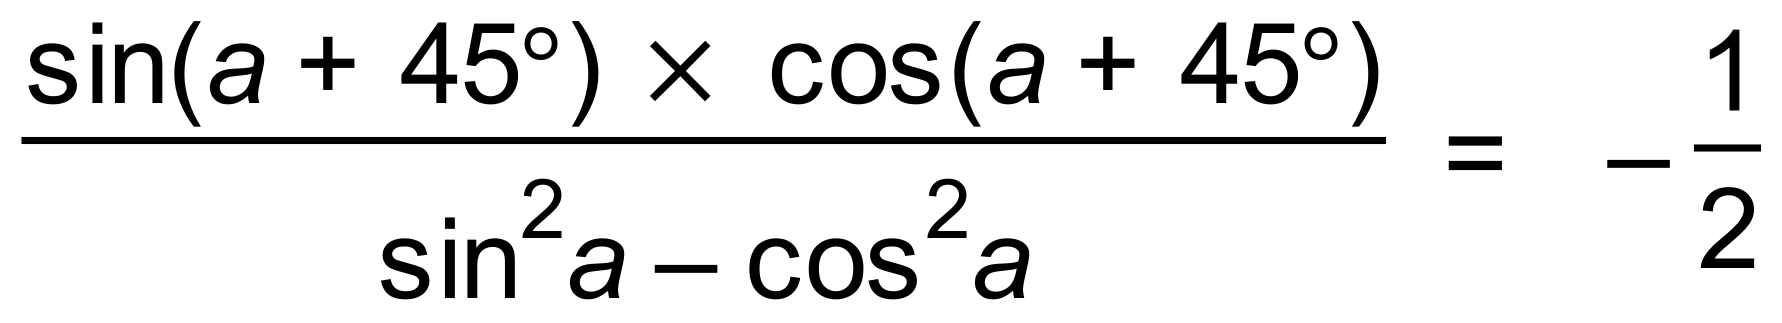 sin(a + 45°) × cos(a + 45°)
sin²a – cos²a
= –
1
2